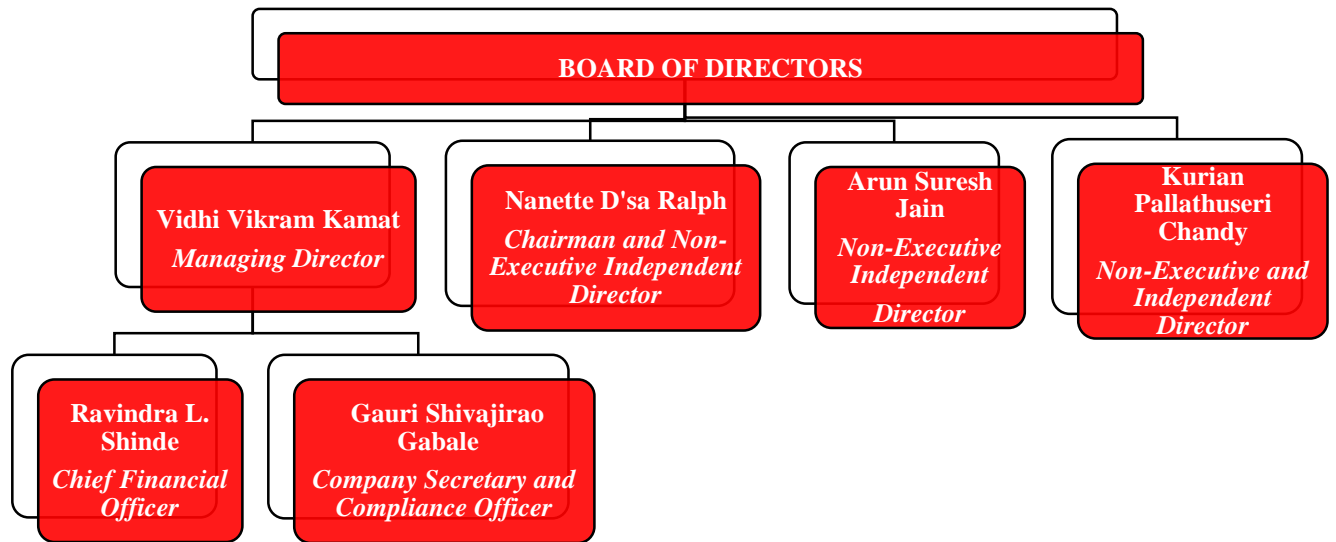 BOARD OF DIRECTORS
Vidhi Vikram Kamat
Managing Director
Nanette D'sa Ralph
Chairman and Non-
Executive Independent
Director
Arun Suresh
Jain
Non-Executive
Independent
Director
Kurian
Pallathuseri
Chandy
Non-Executive and
Independent
Director
Ravindra L.
Shinde
Chief Financial
Officer
Gauri Shivajirao
Gabale
Company Secretary and
Compliance Officer